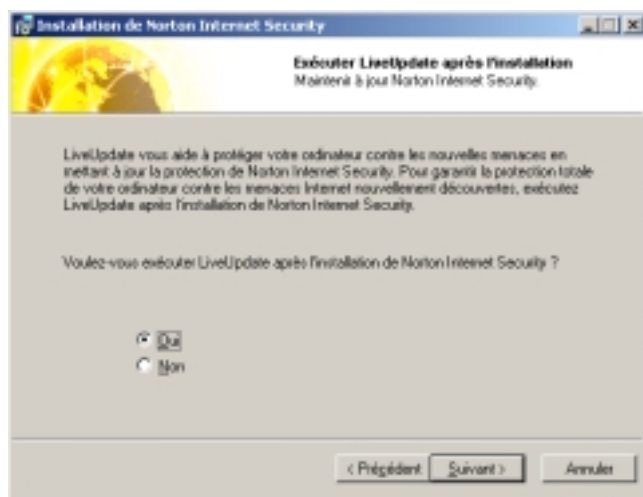 Installation de Norton Internet Security
Exécuter LiveUpdate après l'installation
Maintenir à jour Norton Internet Security.
LiveUpdate vous aide à protéger votre ordinateur contre les nouvelles menaces en
mettant à jour la protection de Norton Internet Security. Pour garantir la protection totale
de votre ordinateur contre les menaces Internet nouvellement découvertes, exécutez
LiveUpdate après l'installation de Norton Internet Security.
Voulez-vous exécuter LiveUpdate après l'installation de Norton Internet Security ?
Oui
Non
< Précédent Suivant > Annuler